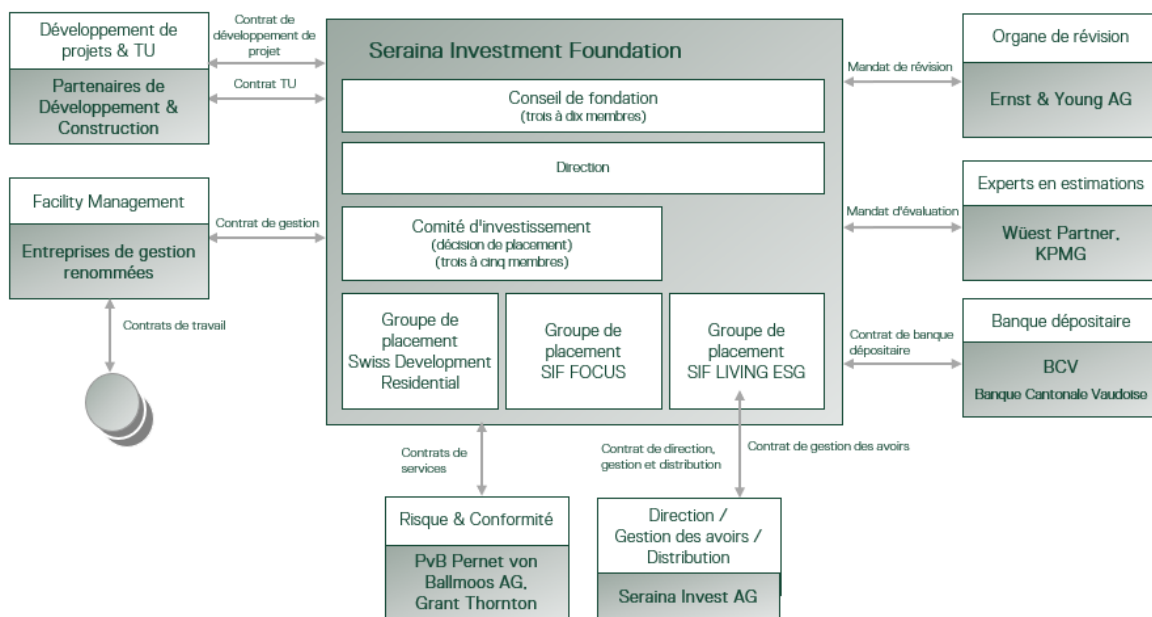 Développement de
projets & TU
Partenaires de
Développement &
Construction
Contrat de
développement de
projet
Contrat TU
Facility Management
Entreprises de gestion
renommées
Contrat de gestion
Contrats de travail
Seraina Investment Foundation
Conseil de fondation
(trois à dix membres)
Direction
Comité d'investissement
(décision de placement)
(trois à cinq membres)
Groupe de
placement
Swiss Development
Residential
Groupe de
placement
SIF FOCUS
Groupe de
placement
SIF LIVING ESG
Mandat de révision
Organe de révision
Ernst & Young AG
Mandat d'évaluation
Experts en estimations
Wüest Partner,
KPMG
Contrat de banque
dépositaire
Banque dépositaire
BCV
Banque Cantonale Vaudoise
Contrats de
services
Risque & Conformité
PvB Pernet von
Ballmoos AG,
Grant Thornton
Contrat de direction,
gestion et distribution
Contrat de gestion des avoirs
Direction /
Gestion des avoirs /
Distribution
Seraina Invest AG